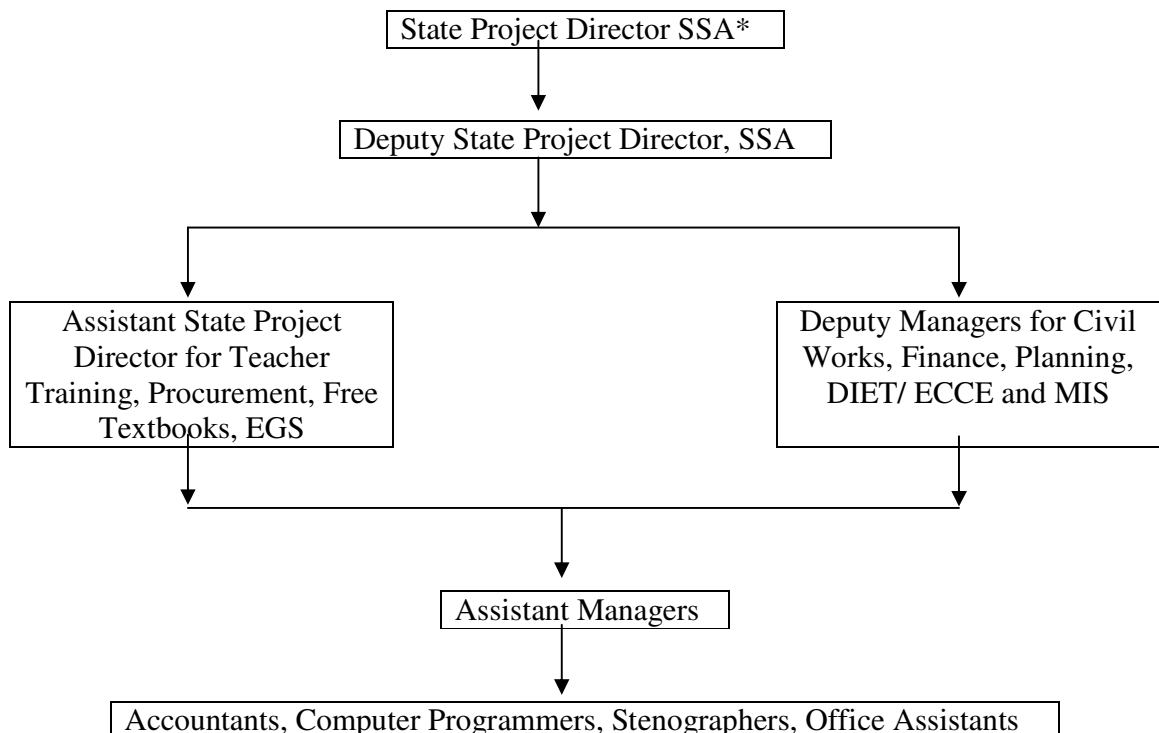 State Project Director SSA*
Deputy State Project Director, SSA
Assistant State Project
Director for Teacher
Training, Procurement, Free
Textbooks, EGS
Deputy Managers for Civil
Works, Finance, Planning,
DIET/ ECCE and MIS
Assistant Managers
Accountants, Computer Programmers, Stenographers, Office Assistants